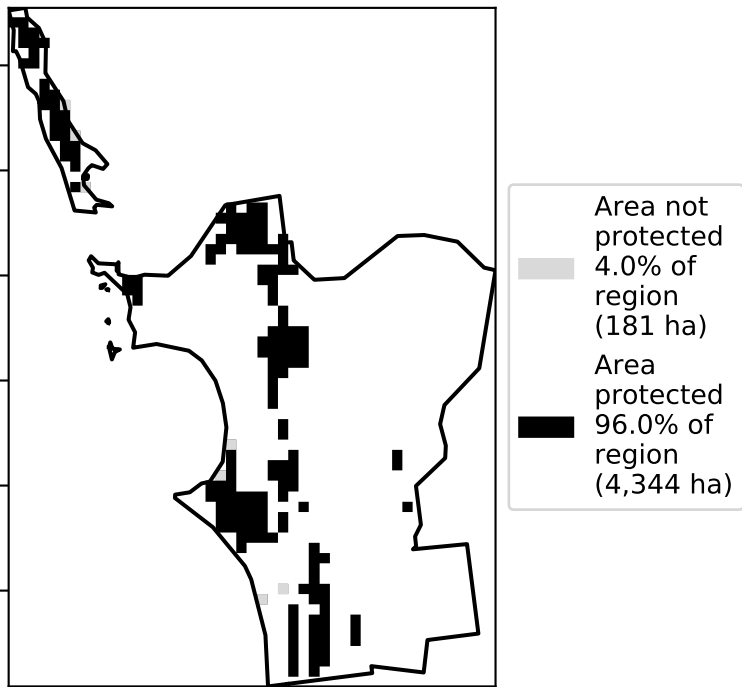 Area not
protected
4.0% of
region
(181 ha)
Area
protected
96.0% of
region
(4,344 ha)